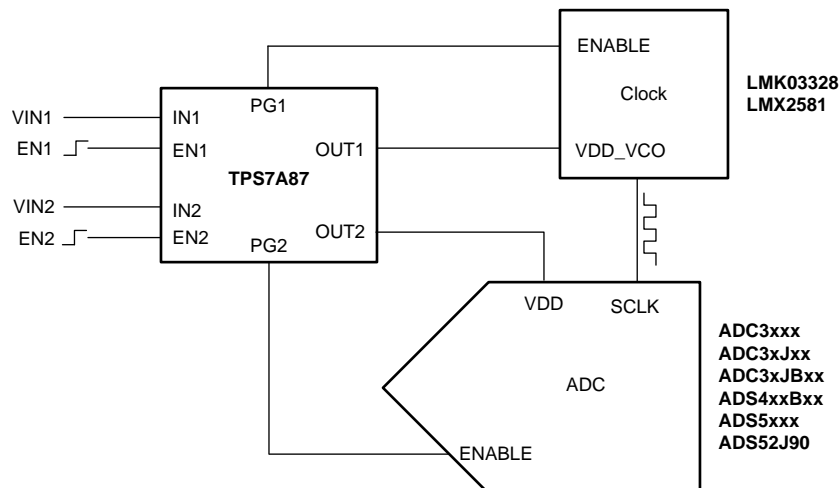 ENABLE
Clock
VDD_VCO
LMK03328
LMX2581
VIN1
EN1
VIN2
EN2
PG1
IN1
EN1
OUT1
TPS7A87
IN2
EN2
OUT2
PG2
VDD
SCLK
ADC
ENABLE
ADC3xxx
ADC3xJxx
ADC3xJBxx
ADS4xxBxx
ADS5xxx
ADS52J90